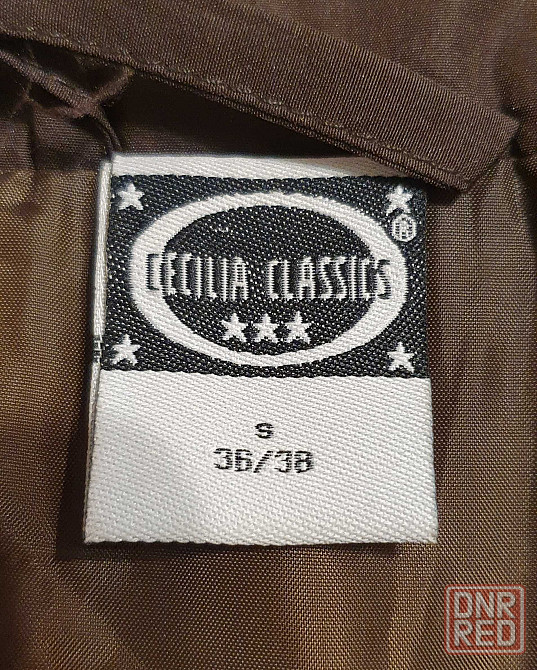 CECILIA CLASSICS
®
S
36/38
DNR
RED